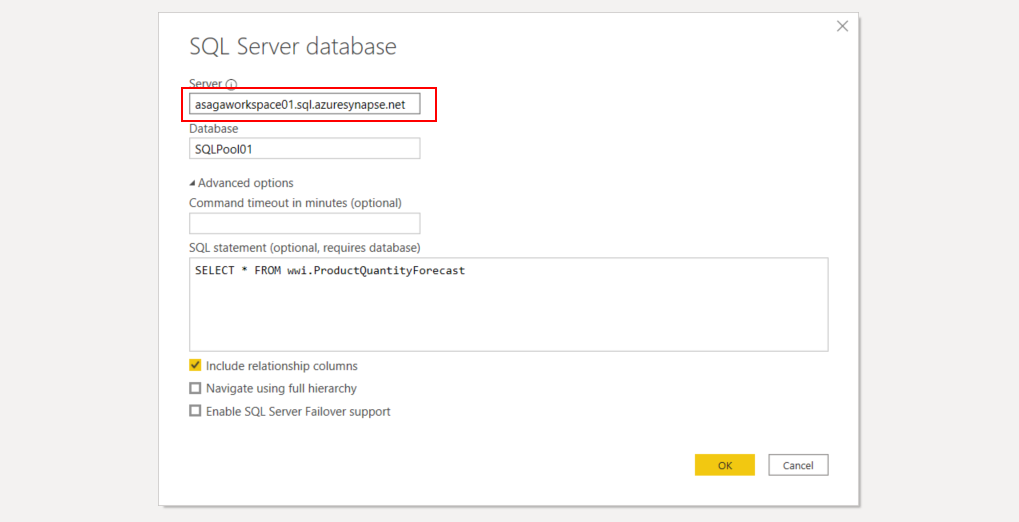 SQL Server database
Server
asagaworkspace01.sql.azuresynapse.net
Database
SQLPool01
Advanced options
Command timeout in minutes (optional)
SQL statement (optional, requires database)
SELECT * FROM wwi.ProductQuantityForecast
Include relationship columns
Navigate using full hierarchy
Enable SQL Server Failover support
OK Cancel